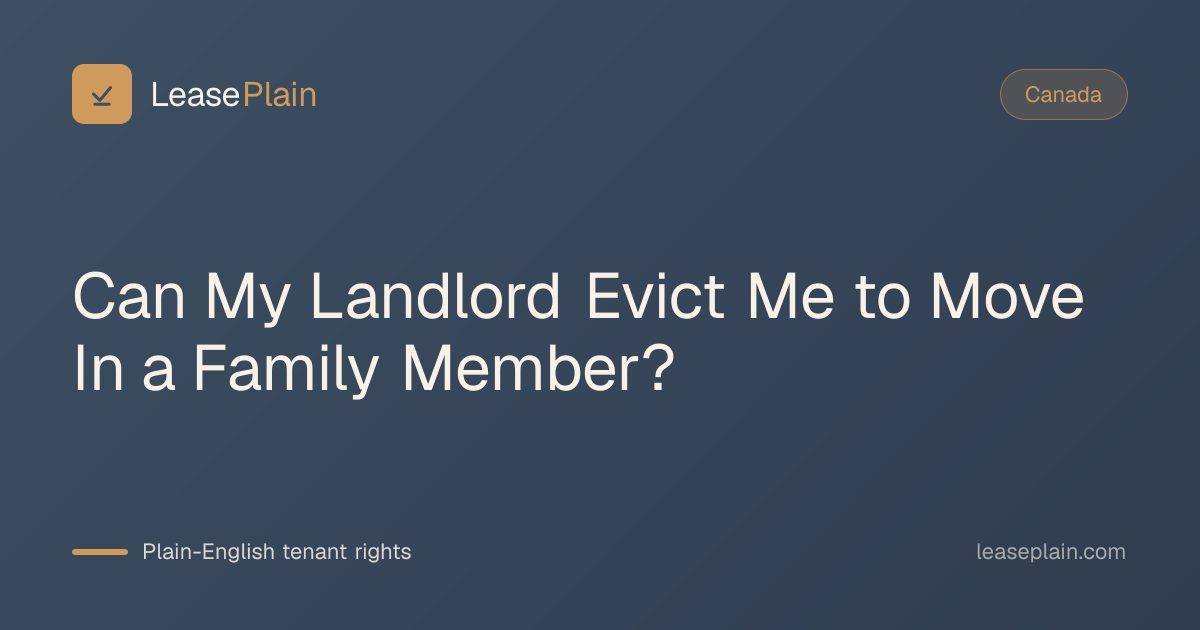 LeasePlain
Canada
Can My Landlord Evict Me to Move
In a Family Member?
Plain-English tenant rights
leaseplain.com